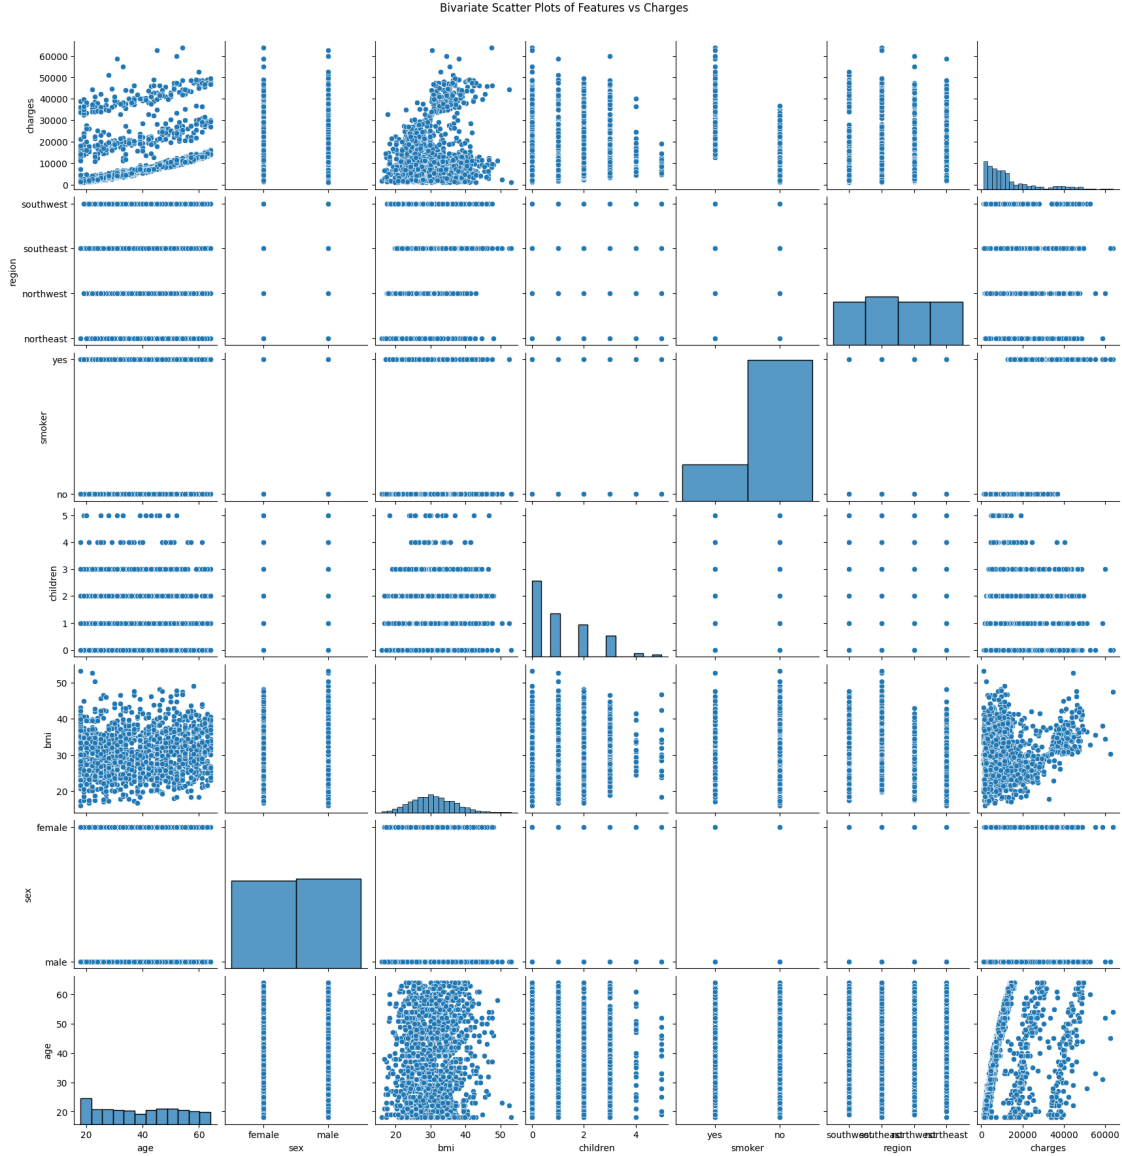 Bivariate Scatter Plots of Features vs Charges
60000
50000
40000
30000
20000
10000
0
charges
southwest
southeast
northwest
northeast
region
yes
no
smoker
5
4
3
2
1
0
children
50
40
30
20
bmi
female
male
sex
60
50
40
30
20
age
20 40 60
female male
20 30 40 50
0 2 4
yes no
southwest southeast northwest northeast
0 20000 40000 60000
age sex bmi children smoker region charges